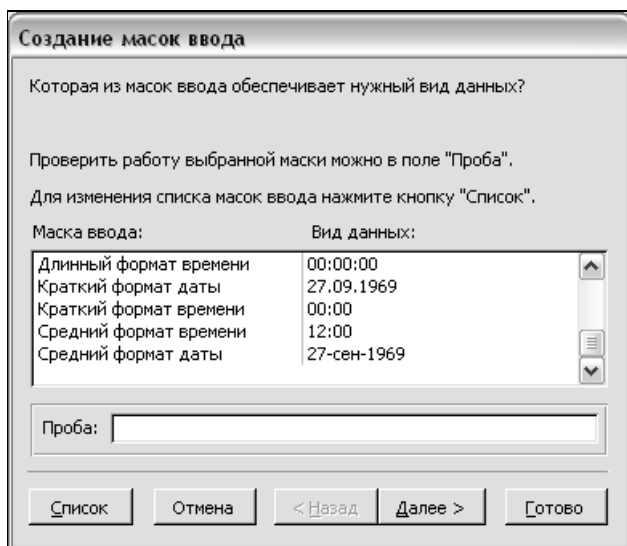 Создание масок ввода
Которая из масок ввода обеспечивает нужный вид данных?
Проверить работу выбранной маски можно в поле "Проба".
Для изменения списка масок ввода нажмите кнопку "Список".
Маска ввода: Вид данных:
Длинный формат времени 00:00:00
Краткий формат даты 27.09.1969
Краткий формат времени 00:00
Средний формат времени 12:00
Средний формат даты 27-сен-1969
Проба:
Список Отмена < Назад Далее > Готово